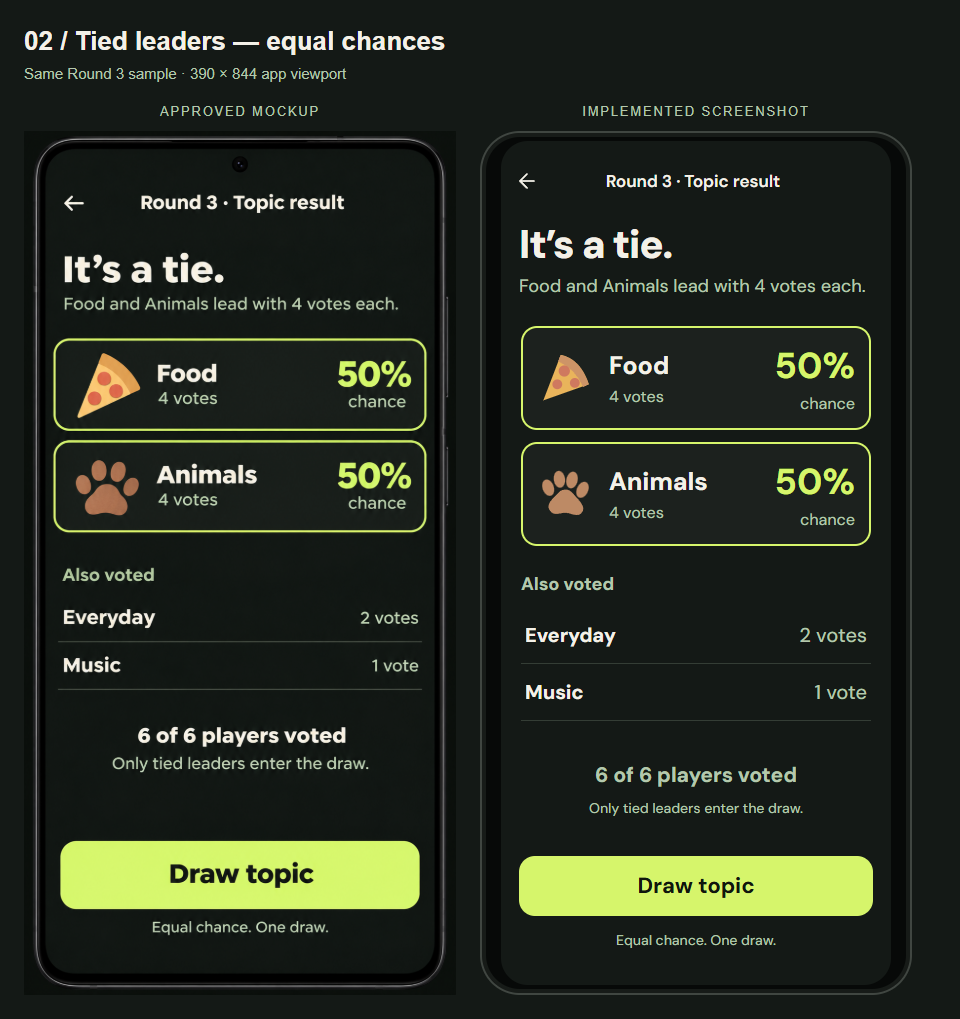 02 / Tied leaders — equal chances
Same Round 3 sample · 390 × 844 app viewport
APPROVED MOCKUP
Round 3 · Topic result
It’s a tie.
Food and Animals lead with 4 votes each.
Food
4 votes
50%
chance
Animals
4 votes
50%
chance
Also voted
Everyday
2 votes
Music
1 vote
6 of 6 players voted
Only tied leaders enter the draw.
Draw topic
Equal chance. One draw.
IMPLEMENTED SCREENSHOT
Round 3 · Topic result
It’s a tie.
Food and Animals lead with 4 votes each.
Food
4 votes
50%
chance
Animals
4 votes
50%
chance
Also voted
Everyday
2 votes
Music
1 vote
6 of 6 players voted
Only tied leaders enter the draw.
Draw topic
Equal chance. One draw.